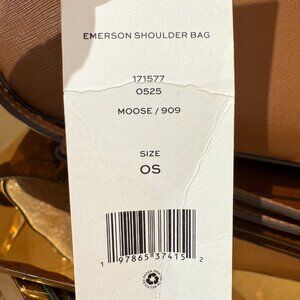 EMERSON SHOULDER BAG
171577
0525
MOOSE / 909
SIZE
OS
1 97865 37415 2